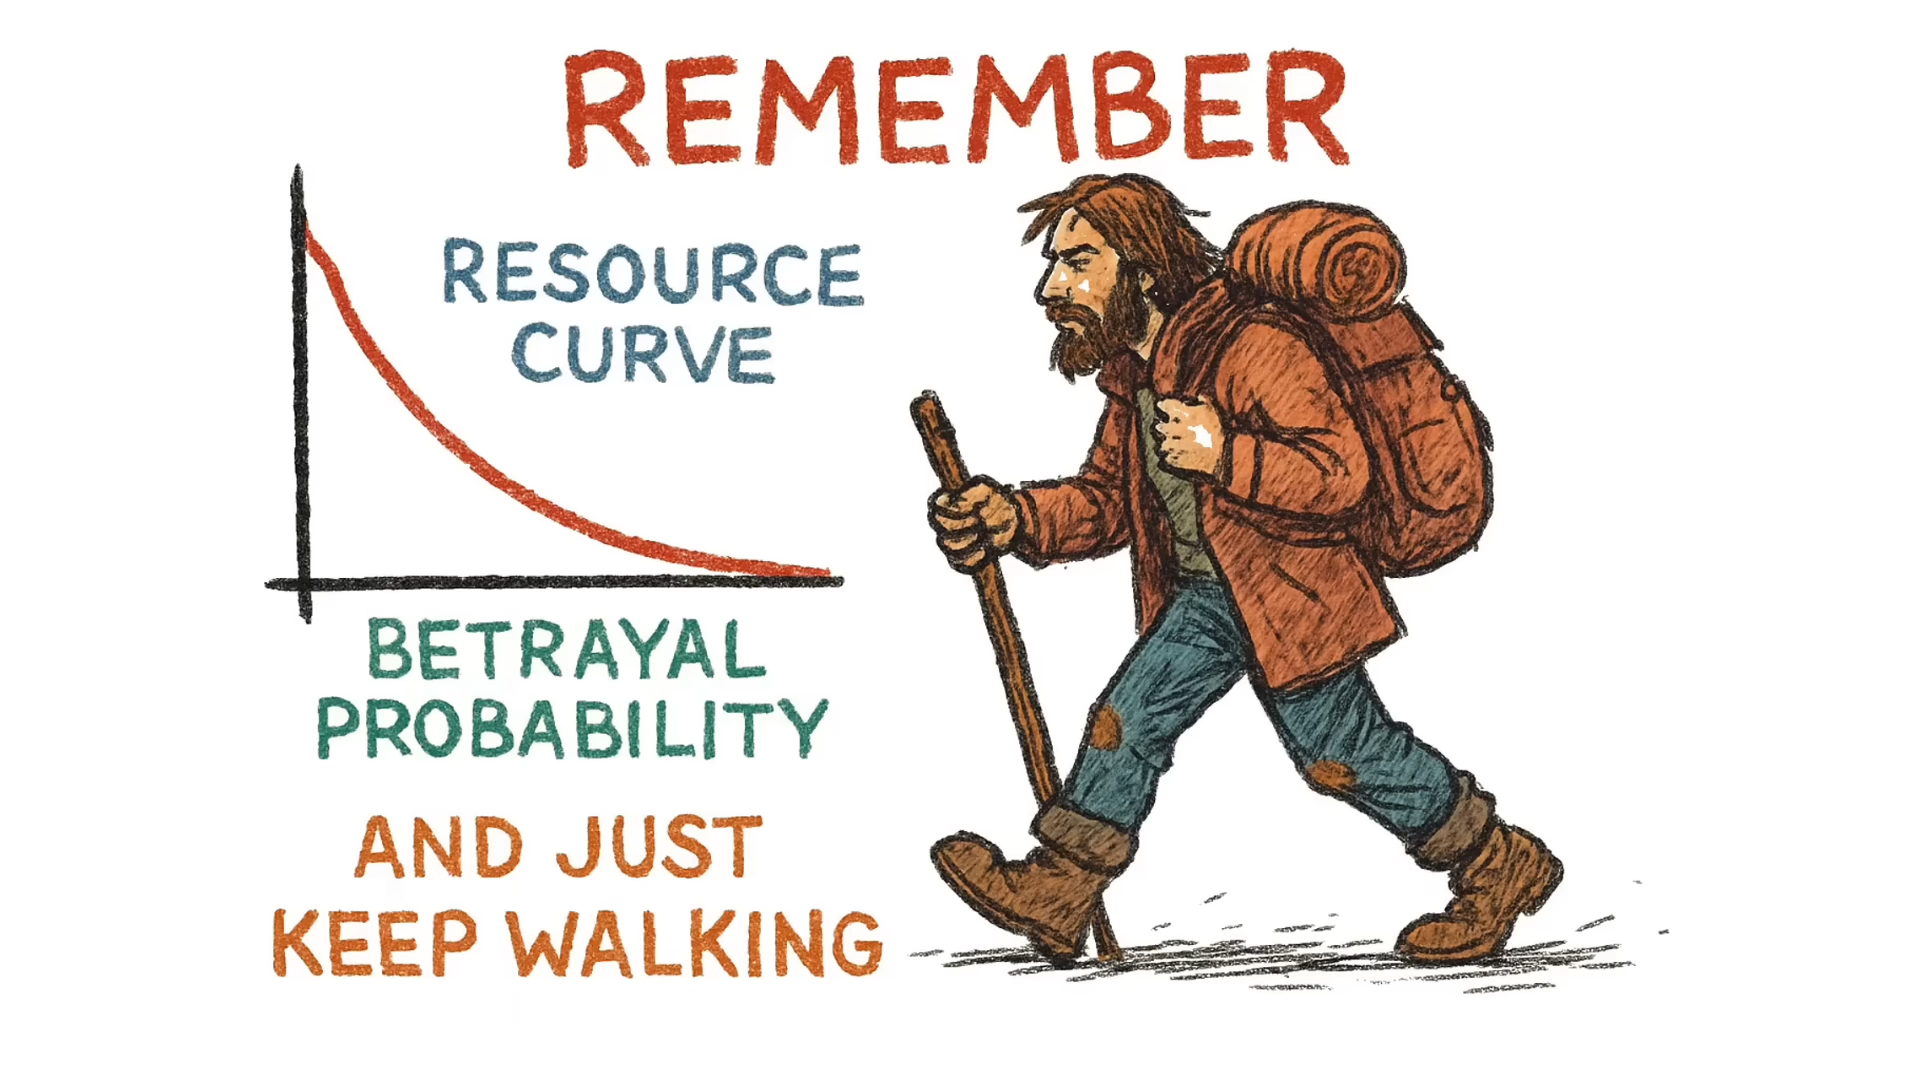 REMEMBER
RESOURCE
CURVE
BETRAYAL
PROBABILITY
AND JUST
KEEP WALKING